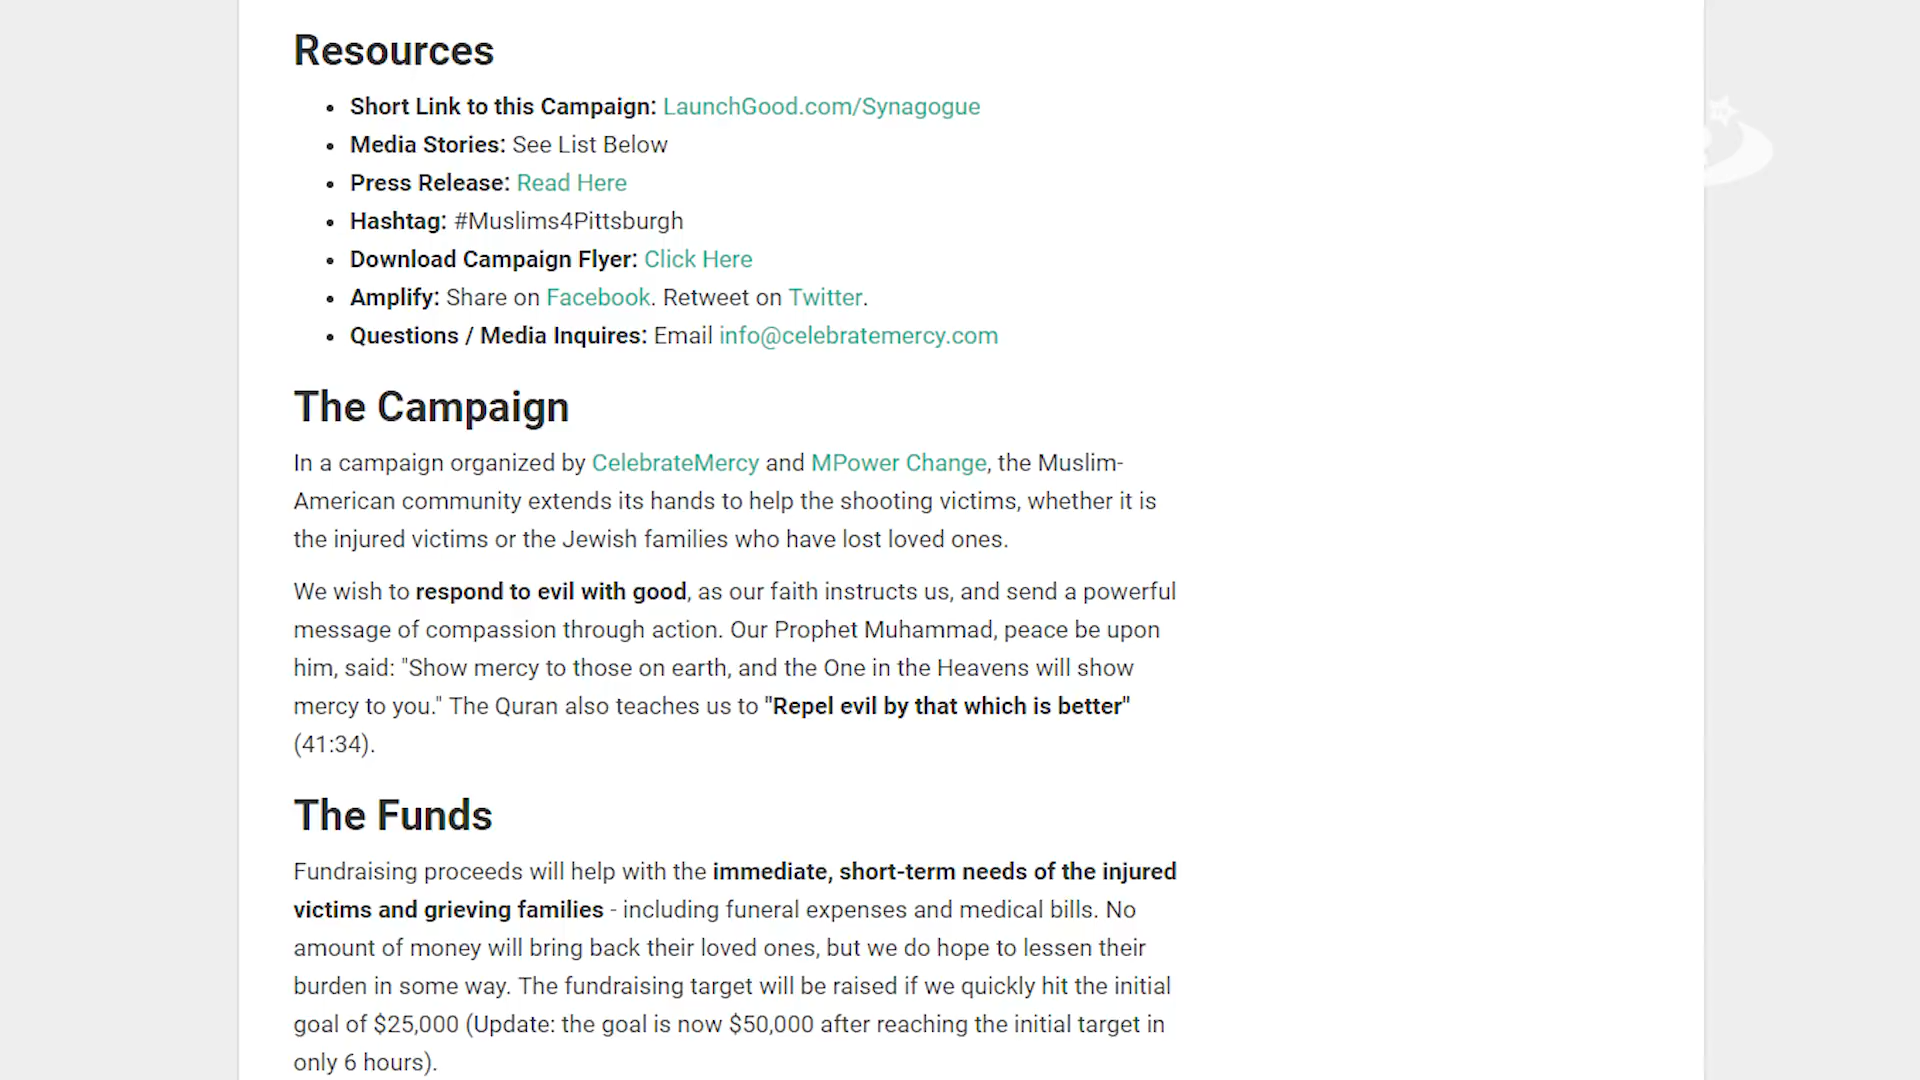 Resources
• Short Link to this Campaign: LaunchGood.com/Synagogue
• Media Stories: See List Below
• Press Release: Read Here
• Hashtag: #Muslims4Pittsburgh
• Download Campaign Flyer: Click Here
• Amplify: Share on Facebook. Retweet on Twitter.
• Questions / Media Inquires: Email info@celebratemercy.com
The Campaign
In a campaign organized by CelebrateMercy and MPower Change, the Muslim-
American community extends its hands to help the shooting victims, whether it is
the injured victims or the Jewish families who have lost loved ones.
We wish to respond to evil with good, as our faith instructs us, and send a powerful
message of compassion through action. Our Prophet Muhammad, peace be upon
him, said: "Show mercy to those on earth, and the One in the Heavens will show
mercy to you." The Quran also teaches us to "Repel evil by that which is better"
(41:34).
The Funds
Fundraising proceeds will help with the immediate, short-term needs of the injured
victims and grieving families - including funeral expenses and medical bills. No
amount of money will bring back their loved ones, but we do hope to lessen their
burden in some way. The fundraising target will be raised if we quickly hit the initial
goal of $25,000 (Update: the goal is now $50,000 after reaching the initial target in
only 6 hours).